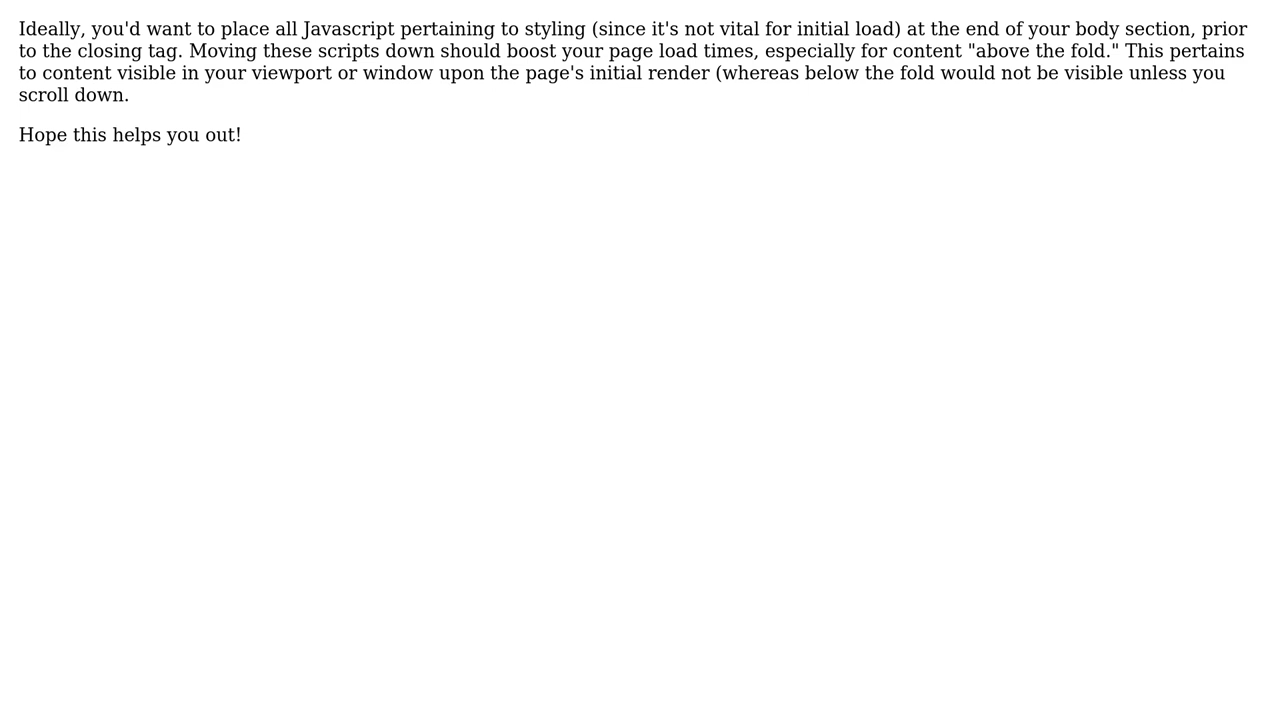 Ideally, you'd want to place all Javascript pertaining to styling (since it's not vital for initial load) at the end of your body section, prior
to the closing tag. Moving these scripts down should boost your page load times, especially for content "above the fold." This pertains
to content visible in your viewport or window upon the page's initial render (whereas below the fold would not be visible unless you
scroll down.
Hope this helps you out!